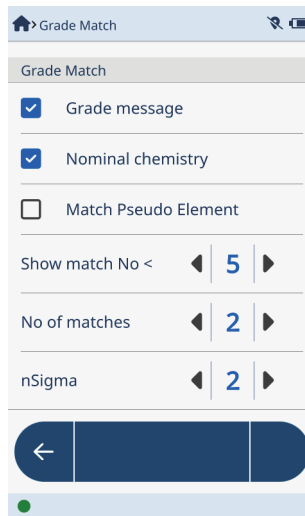 Grade Match
Grade Match
Grade message
Nominal chemistry
Match Pseudo Element
Show match No < 5
No of matches 2
nSigma 2